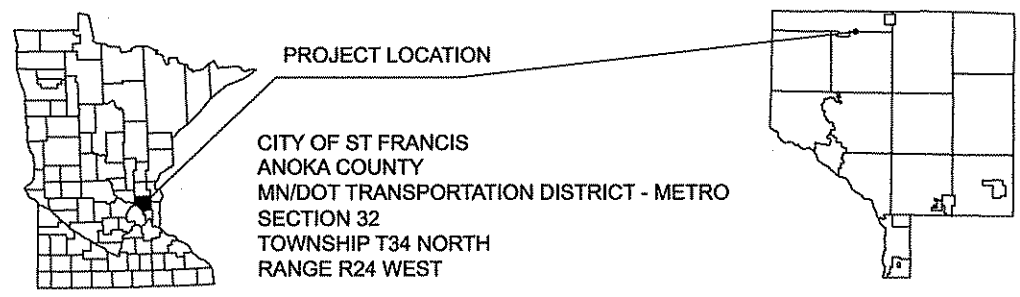 PROJECT LOCATION
CITY OF ST FRANCIS
ANOKA COUNTY
MN/DOT TRANSPORTATION DISTRICT - METRO
SECTION 32
TOWNSHIP T34 NORTH
RANGE R24 WEST